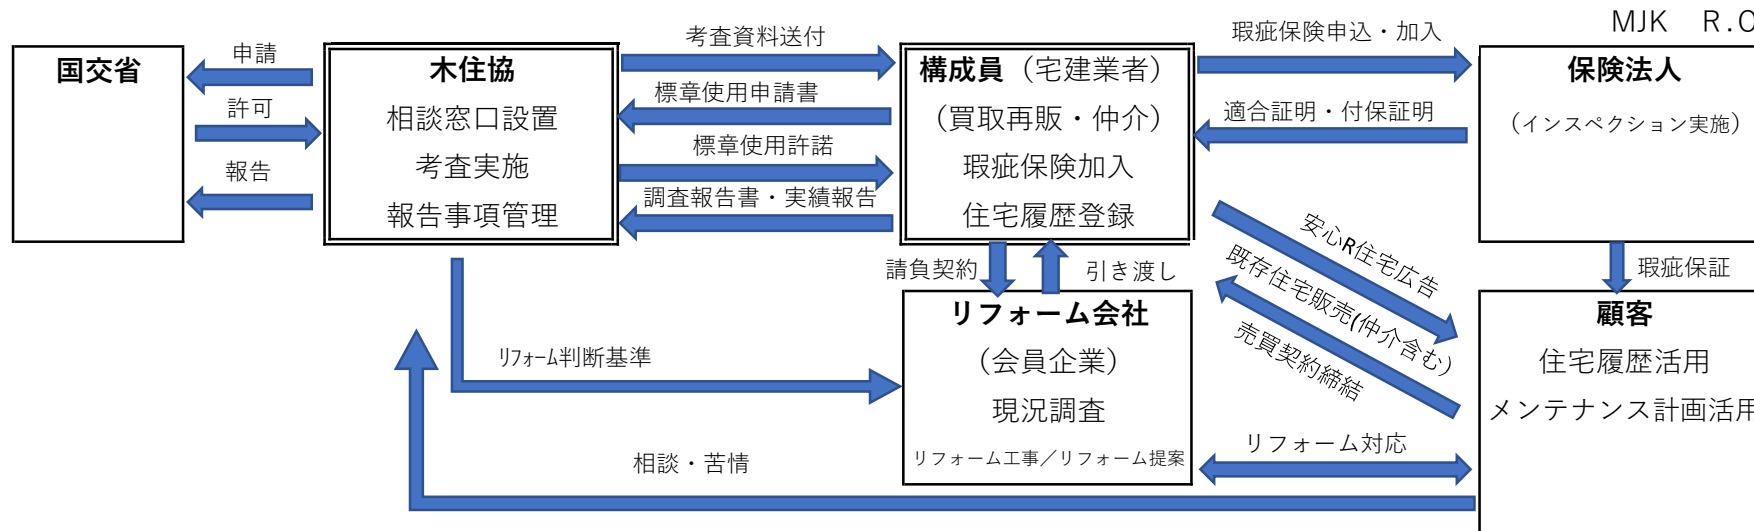 MJK R.O
国交省
申請
許可
報告
木住協
相談窓口設置
考査実施
報告事項管理
考査資料送付
標章使用申請書
標章使用許諾
調査報告書・実績報告
構成員（宅建業者）
（買取再販・仲介）
瑕疵保険加入
住宅履歴登録
瑕疵保険申込・加入
適合証明・付保証明
保険法人
（インスペクション実施）
請負契約
引き渡し
安心R住宅広告
既存住宅販売(仲介含む)
売買契約締結
瑕疵保証
リフォーム判断基準
リフォーム会社
（会員企業）
現況調査
リフォーム工事／リフォーム提案
顧客
住宅履歴活用
メンテナンス計画活用
リフォーム対応
相談・苦情